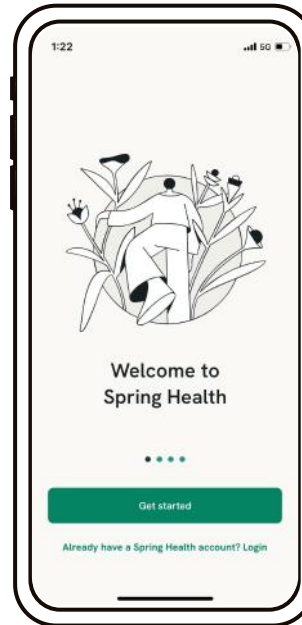 1:22
5G
Welcome to
Spring Health
Get started
Already have a Spring Health account? Login